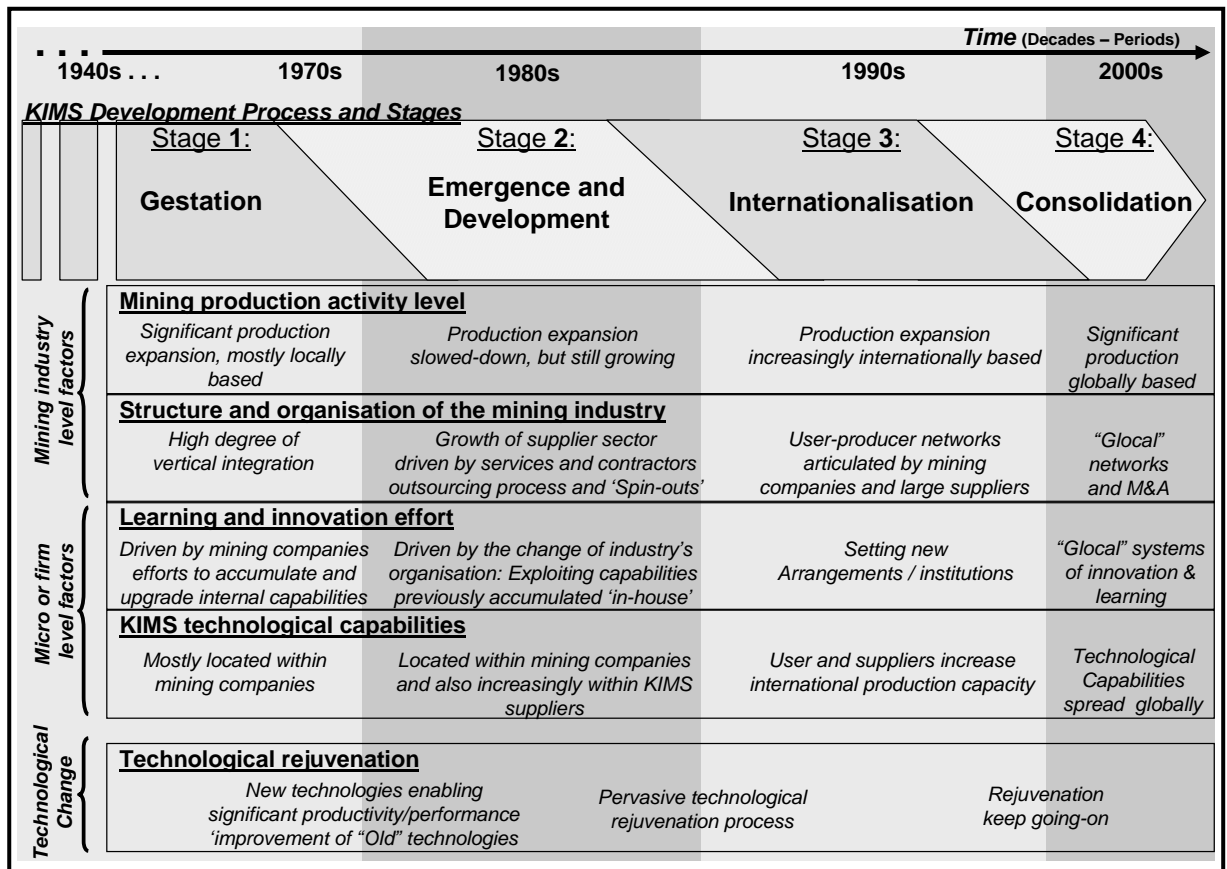 Time (Decades – Periods)
. . .
1940s . . .
1970s
1980s
1990s
2000s
KIMS Development Process and Stages
Stage 1:
Gestation
Stage 2:
Emergence and
Development
Stage 3:
Internationalisation
Stage 4:
Consolidation
Mining industry
level factors
Mining production activity level
Significant production
expansion, mostly locally
based
Production expansion
slowed-down, but still growing
Production expansion
increasingly internationally based
Significant
production
globally based
Structure and organisation of the mining industry
High degree of
vertical integration
Growth of supplier sector
driven by services and contractors
outsourcing process and ‘Spin-outs’
User-producer networks
articulated by mining
companies and large suppliers
“Glocal”
networks
and M&A
Micro or firm
level factors
Learning and innovation effort
Driven by mining companies
efforts to accumulate and
upgrade internal capabilities
Driven by the change of industry’s
organisation: Exploiting capabilities
previously accumulated ‘in-house’
Setting new
Arrangements / institutions
“Glocal” systems
of innovation &
learning
KIMS technological capabilities
Mostly located within
mining companies
Located within mining companies
and also increasingly within KIMS
suppliers
User and suppliers increase
international production capacity
Technological
Capabilities
spread globally
Technological
Change
Technological rejuvenation
New technologies enabling
significant productivity/performance
‘improvement of “Old” technologies
Pervasive technological
rejuvenation process
Rejuvenation
keep going-on